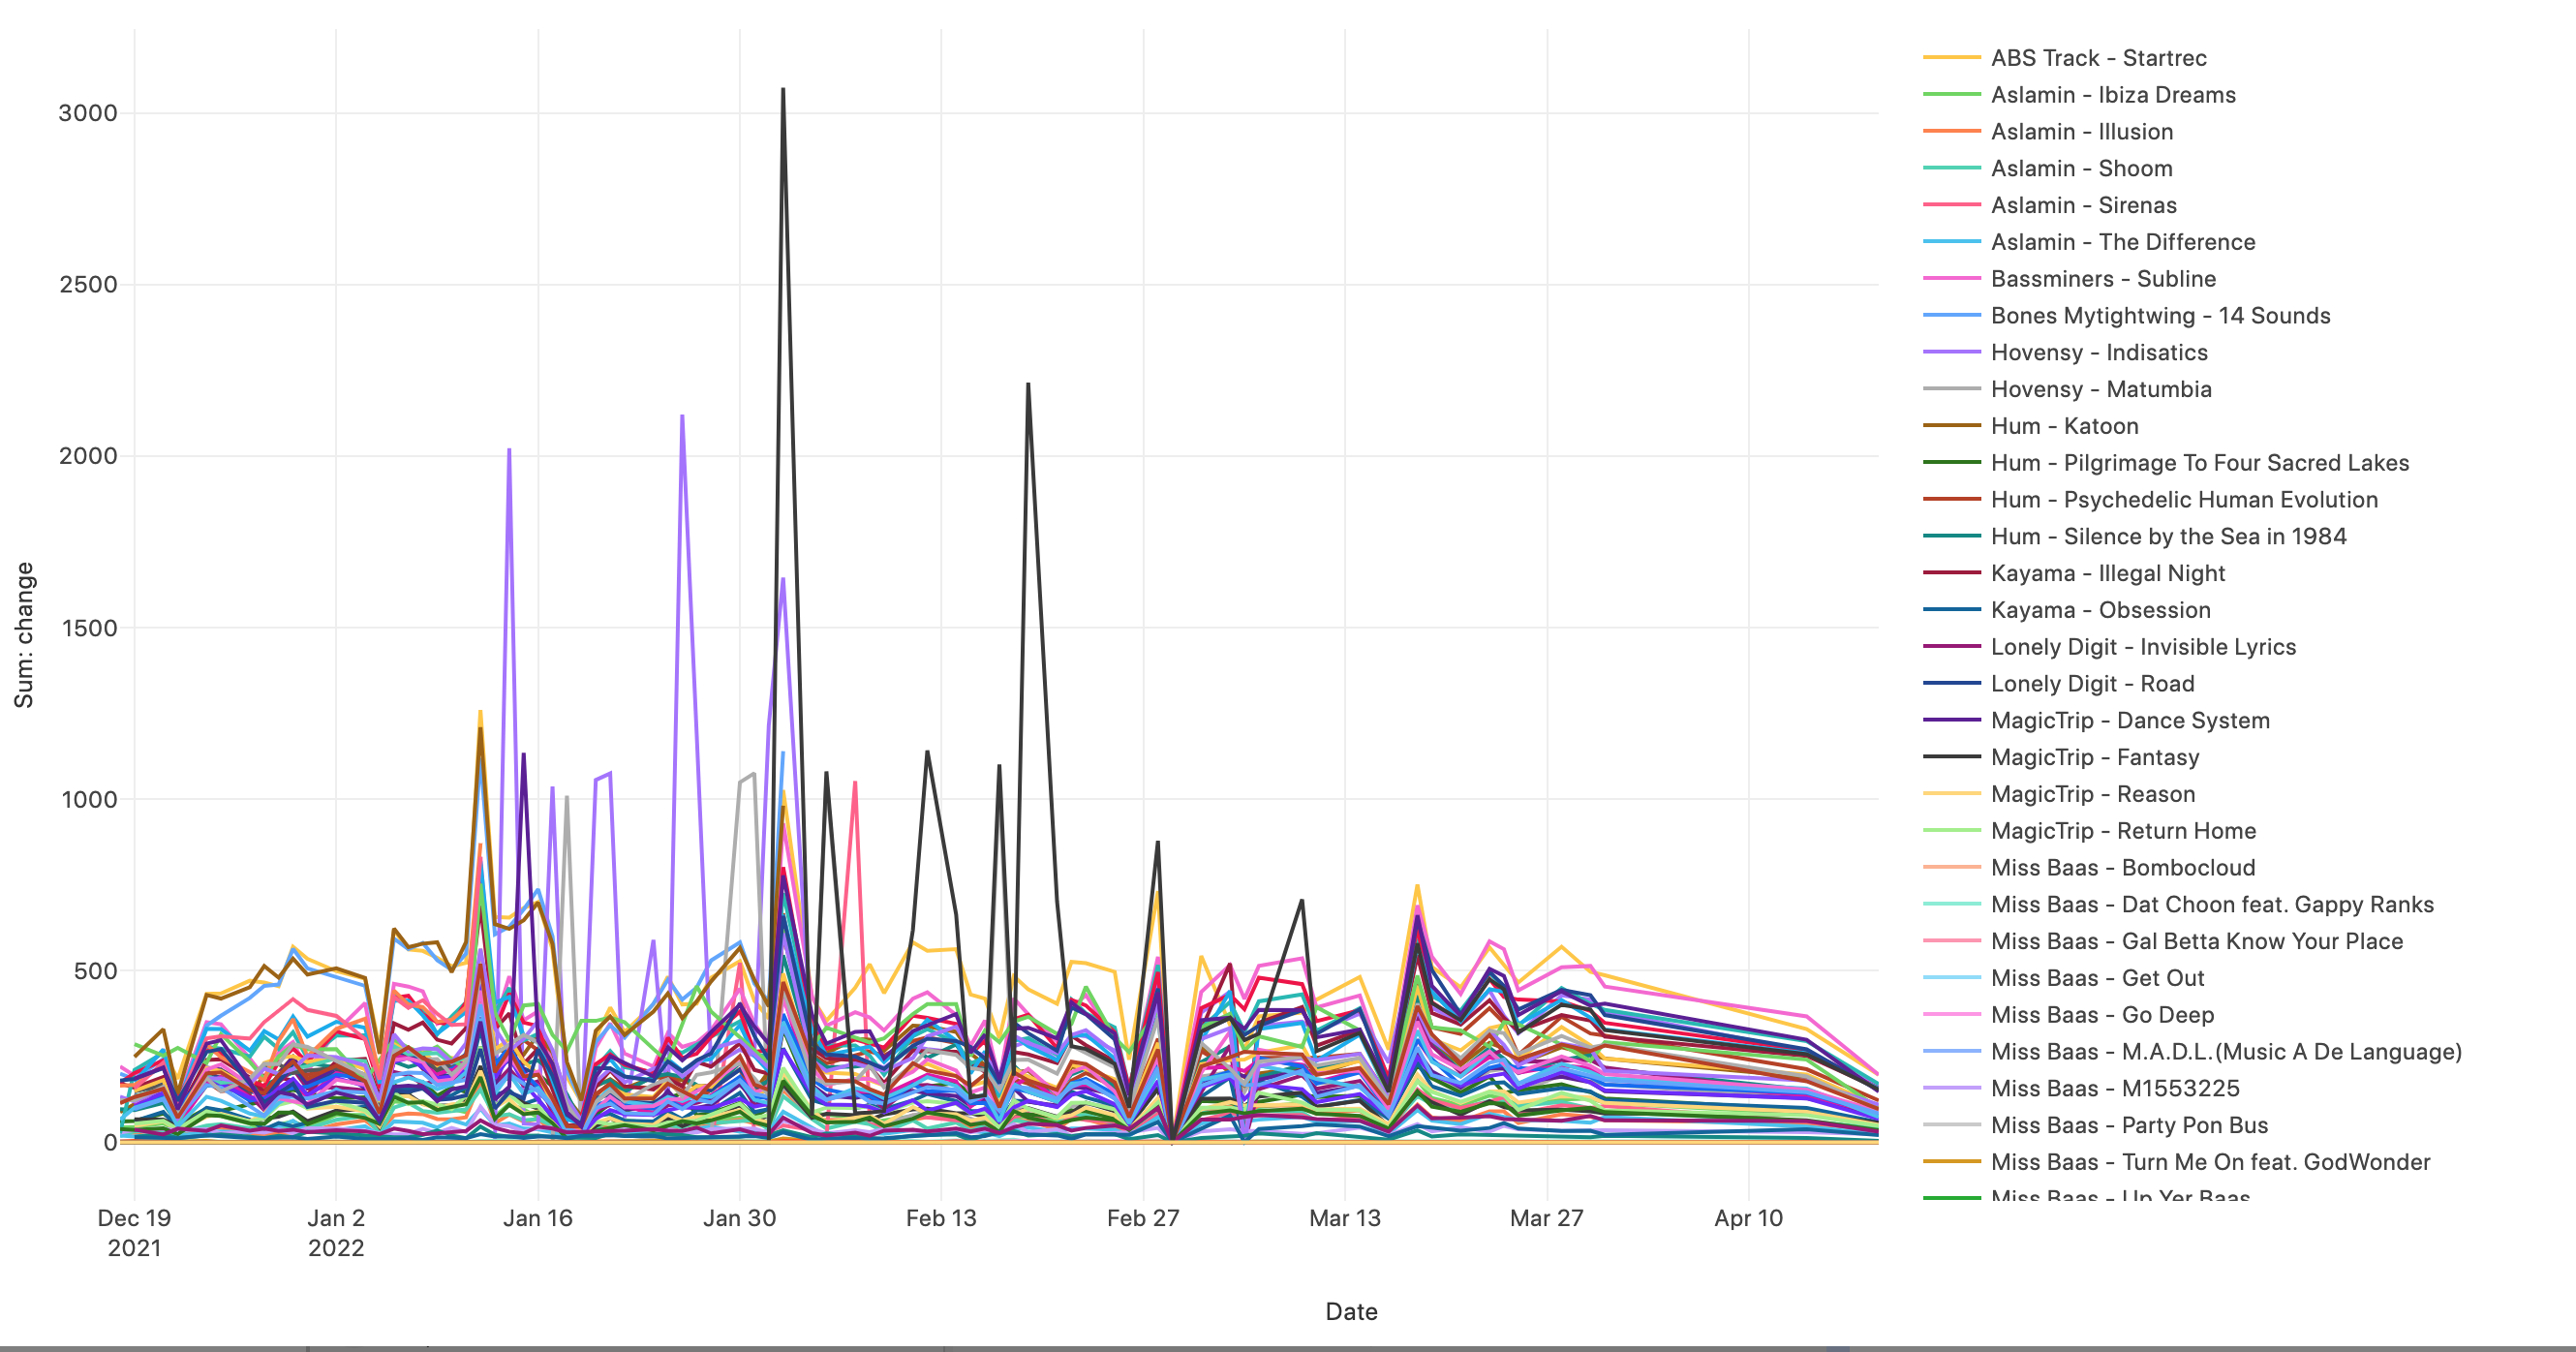 3000
2500
2000
1500
1000
500
0
Sum: change
Dec 19
2021
Jan 2
2022
Jan 16
Jan 30
Feb 13
Feb 27
Mar 13
Mar 27
Apr 10
Date
ABS Track - Startrec
Aslamin - Ibiza Dreams
Aslamin - Illusion
Aslamin - Shoom
Aslamin - Sirenas
Aslamin - The Difference
Bassminers - Subline
Bones Mytightwing - 14 Sounds
Hovensy - Indisatics
Hovensy - Matumbia
Hum - Katoon
Hum - Pilgrimage To Four Sacred Lakes
Hum - Psychedelic Human Evolution
Hum - Silence by the Sea in 1984
Kayama - Illegal Night
Kayama - Obsession
Lonely Digit - Invisible Lyrics
Lonely Digit - Road
MagicTrip - Dance System
MagicTrip - Fantasy
MagicTrip - Reason
MagicTrip - Return Home
Miss Baas - Bombocloud
Miss Baas - Dat Choon feat. Gappy Ranks
Miss Baas - Gal Betta Know Your Place
Miss Baas - Get Out
Miss Baas - Go Deep
Miss Baas - M.A.D.L.(Music A De Language)
Miss Baas - M1553225
Miss Baas - Party Pon Bus
Miss Baas - Turn Me On feat. GodWonder
Miss Baas - Up Yer Baas